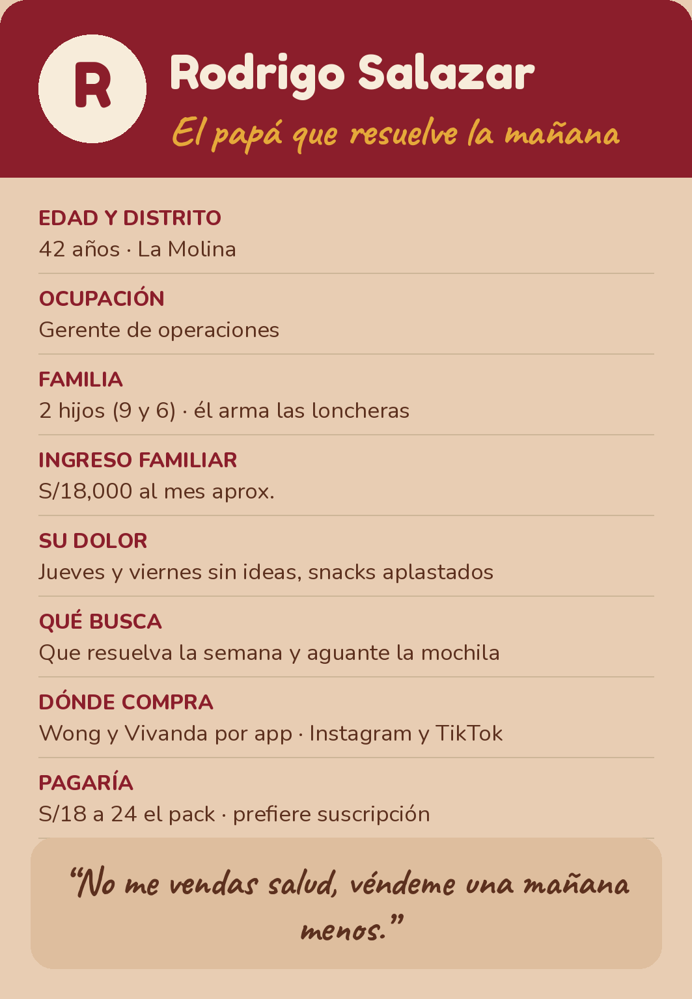 R
Rodrigo Salazar
El papá que resuelve la mañana
EDAD Y DISTRITO
42 años · La Molina
OCUPACIÓN
Gerente de operaciones
FAMILIA
2 hijos (9 y 6) · él arma las loncheras
INGRESO FAMILIAR
S/18,000 al mes aprox.
SU DOLOR
Jueves y viernes sin ideas, snacks aplastados
QUÉ BUSCA
Que resuelva la semana y aguante la mochila
DÓNDE COMPRA
Wong y Vivanda por app · Instagram y TikTok
PAGARÍA
S/18 a 24 el pack · prefiere suscripción
“No me vendas salud, véndeme una mañana
menos.”